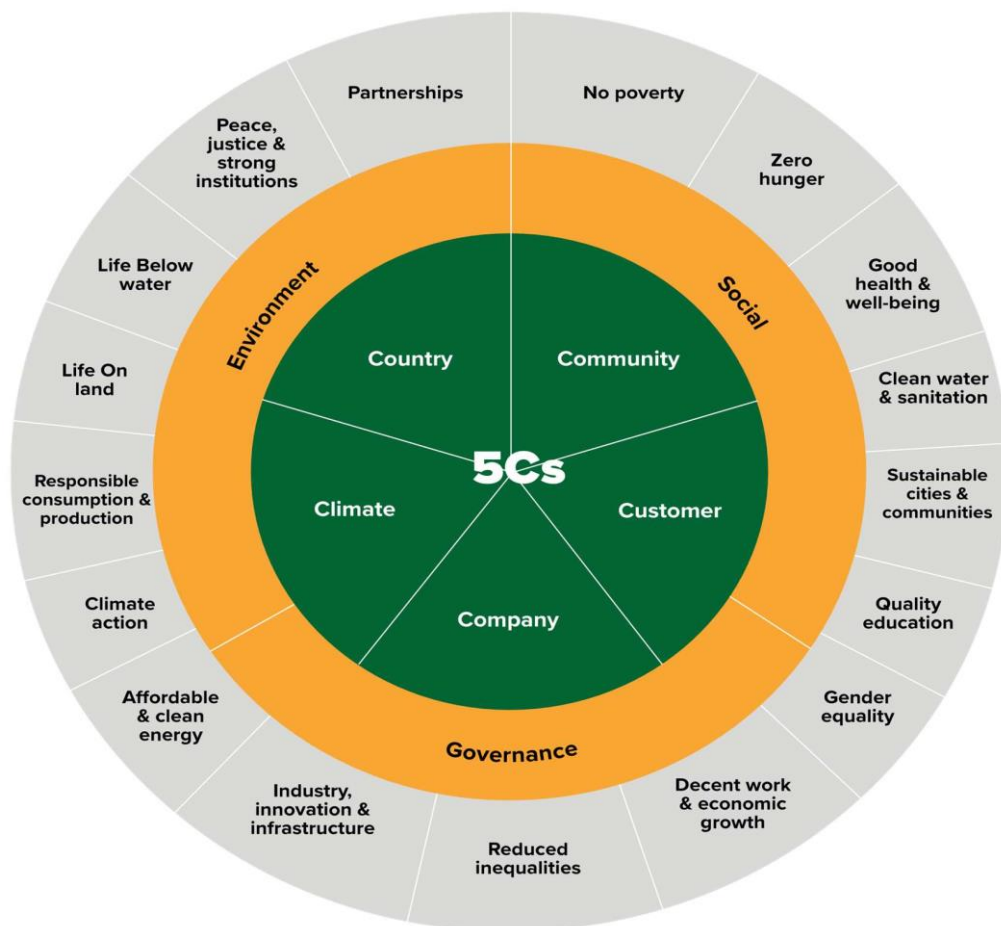 Partnerships
No poverty
Peace,
justice &
strong
institutions
Zero
hunger
Life Below
water
Good
health &
well-being
Environment
Social
Country
Community
Life On
land
Clean water
& sanitation
5Cs
Responsible
consumption &
production
Climate
Customer
Sustainable
cities &
communities
Climate
action
Company
Quality
education
Affordable
& clean
energy
Gender
equality
Governance
Industry,
innovation &
infrastructure
Decent work
& economic
growth
Reduced
inequalities